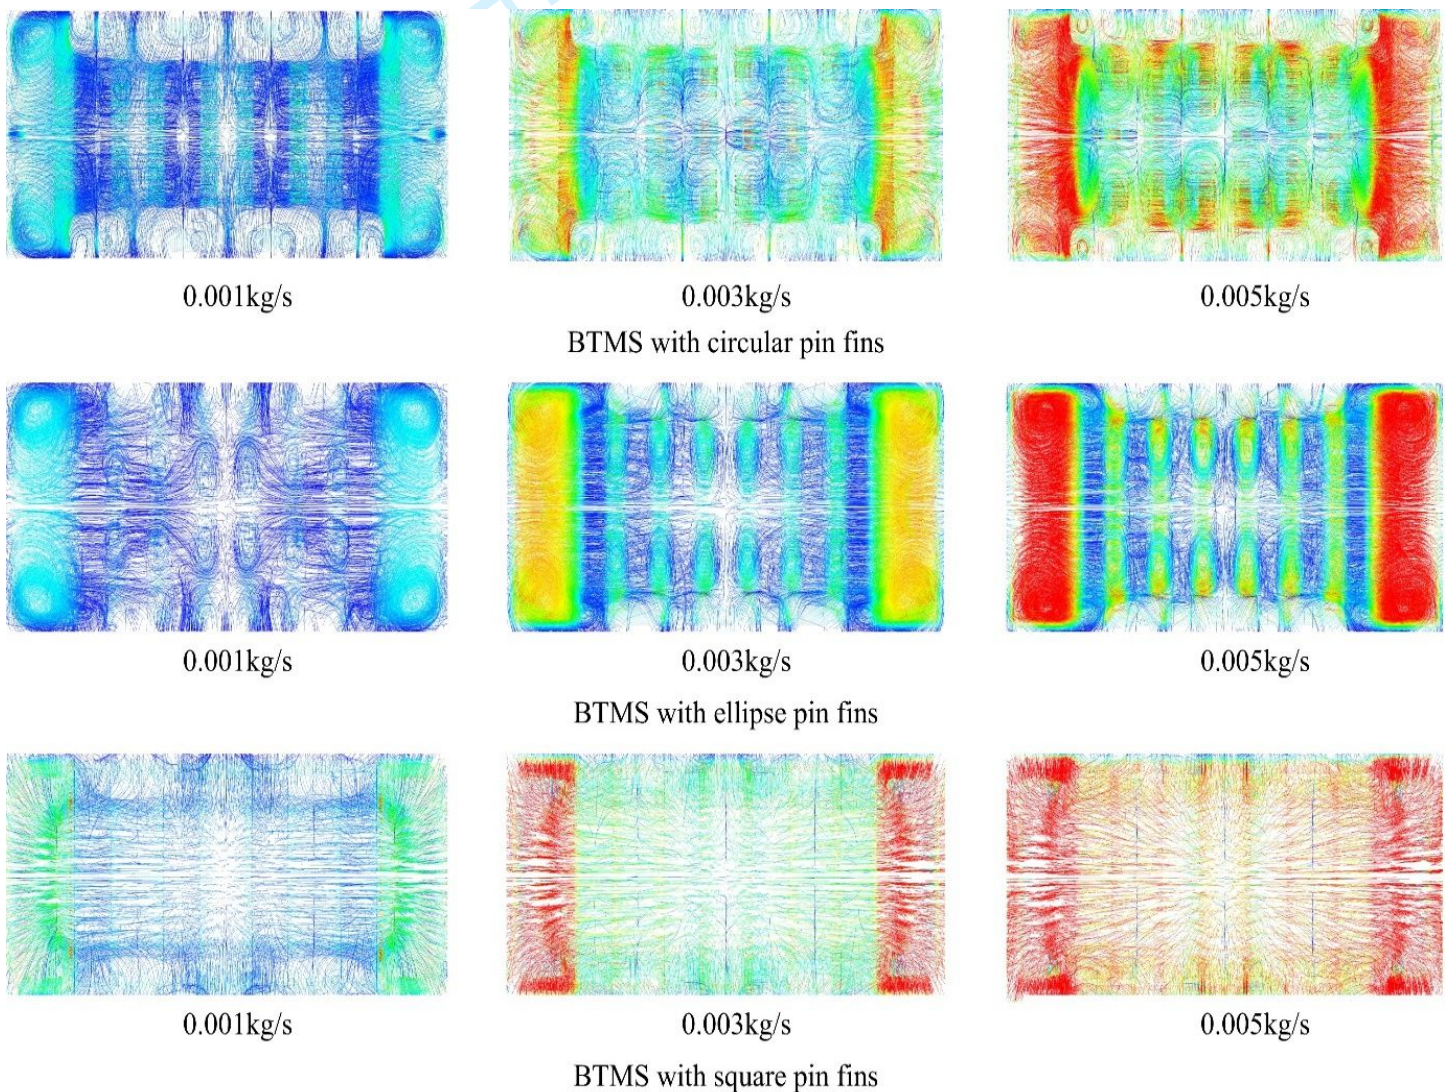 0.001kg/s 0.003kg/s 0.005kg/s
BTMS with circular pin fins
0.001kg/s 0.003kg/s 0.005kg/s
BTMS with ellipse pin fins
0.001kg/s 0.003kg/s 0.005kg/s
BTMS with square pin fins